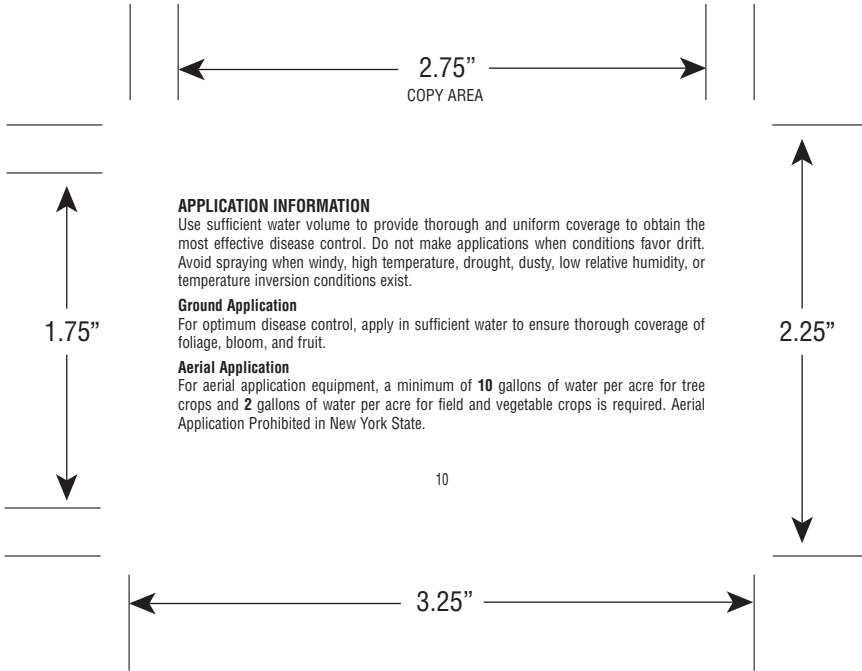 2.75”
COPY AREA
APPLICATION INFORMATION
Use sufficient water volume to provide thorough and uniform coverage to obtain the
most effective disease control. Do not make applications when conditions favor drift.
Avoid spraying when windy, high temperature, drought, dusty, low relative humidity, or
temperature inversion conditions exist.
Ground Application
For optimum disease control, apply in sufficient water to ensure thorough coverage of
foliage, bloom, and fruit.
1.75”
2.25”
Aerial Application
For aerial application equipment, a minimum of 10 gallons of water per acre for tree
crops and 2 gallons of water per acre for field and vegetable crops is required. Aerial
Application Prohibited in New York State.
10
3.25”